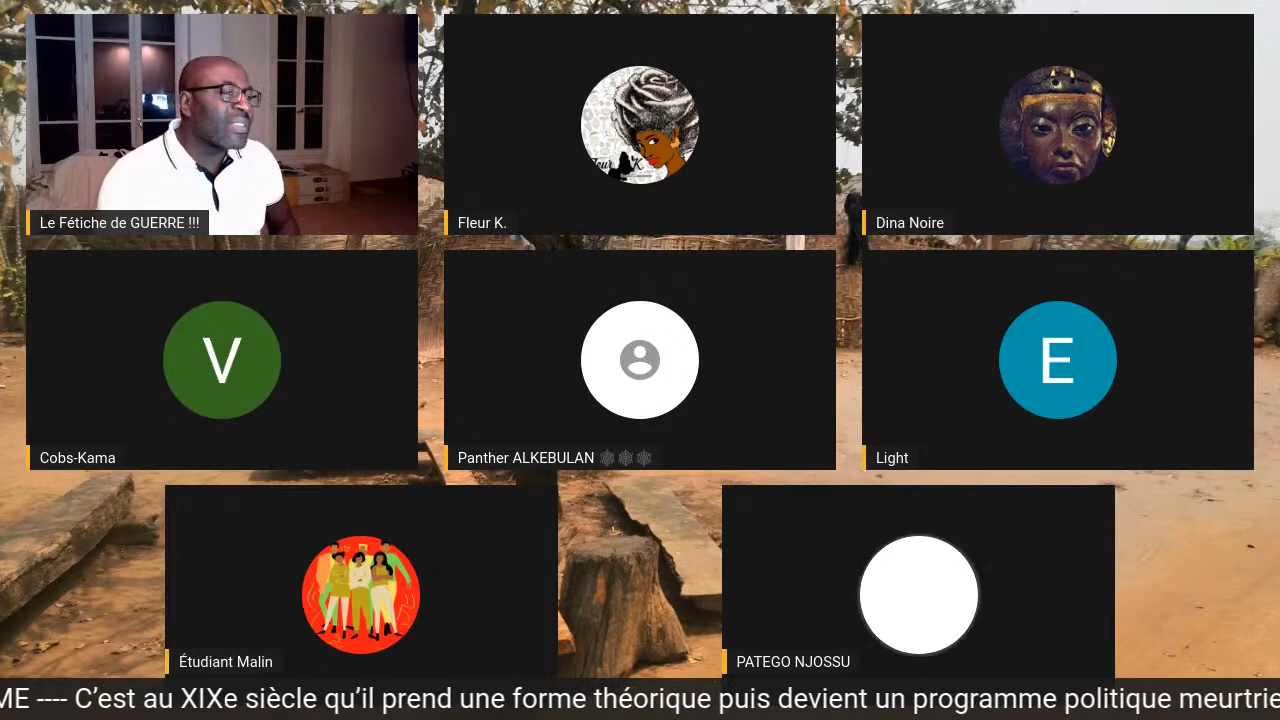 Le Fétiche de GUERRE !!!
Fleur K.
Dina Noire
V
Cobs-Kama
Panther ALKEBULAN 🕸🕸🕸
E
Light
Étudiant Malin
PATEGO NJOSSU
ME ---- C’est au XIXe siècle qu’il prend une forme théorique puis devient un programme politique meurtrie